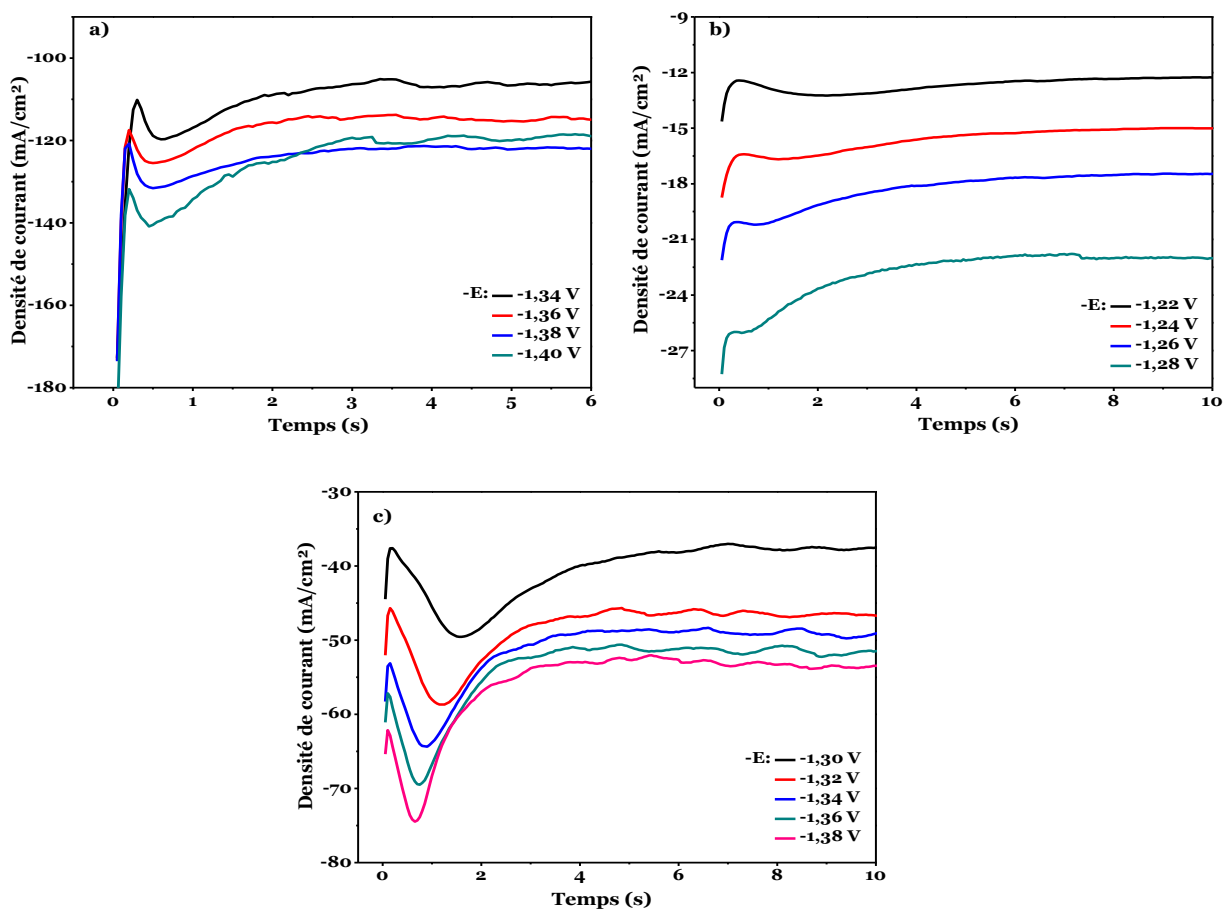 a)
Densité de courant (mA/cm²)
-100
-120
-140
-160
-180
0 1 2 3 4 5 6
Temps (s)
-E: -1,34 V
-1,36 V
-1,38 V
-1,40 V
b)
Densité de courant (mA/cm²)
-9
-12
-15
-18
-21
-24
-27
0 2 4 6 8 10
Temps (s)
-E: -1,22 V
-1,24 V
-1,26 V
-1,28 V
c)
Densité de courant (mA/cm²)
-30
-40
-50
-60
-70
-80
0 2 4 6 8 10
Temps (s)
-E: -1,30 V
-1,32 V
-1,34 V
-1,36 V
-1,38 V